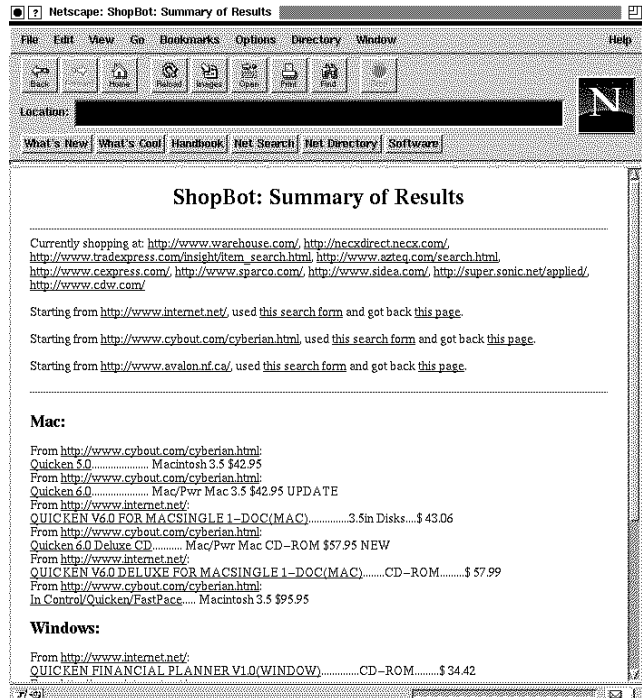 Netscape: ShopBot: Summary of Results
File Edit View Go Bookmarks Options Directory Window Help
Back Home Reload Images Open Print Find
N
Location:
What's New What's Cool Handbook Net Search Net Directory Software
ShopBot: Summary of Results
Currently shopping at: http://www.warehouse.com/, http://necxdirect.necx.com/,
http://www.tradexpress.com/insight/item_search.html, http://www.azteq.com/search.html,
http://www.cexpress.com/, http://www.sparco.com/, http://www.sidea.com/, http://super.sonic.net/applied/,
http://www.cdw.com/
Starting from http://www.internet.net/, used this search form and got back this page.
Starting from http://www.cybout.com/cyberian.html, used this search form and got back this page.
Starting from http://www.avalon.nf.ca/, used this search form and got back this page.
Mac:
From http://www.cybout.com/cyberian.html:
Quicken 5.0.................... Macintosh 3.5 $42.95
From http://www.cybout.com/cyberian.html:
Quicken 6.0.................... Mac/Pwr Mac 3.5 $42.95 UPDATE
From http://www.internet.net/:
QUICKEN V6.0 FOR MACSINGLE 1-DOC(MAC)..............3.5in Disks....$ 43.06
From http://www.cybout.com/cyberian.html:
Quicken 6.0 Deluxe CD.......... Mac/Pwr Mac CD-ROM $57.95 NEW
From http://www.internet.net/:
QUICKEN V6.0 DELUXE FOR MACSINGLE 1-DOC(MAC)........CD-ROM........$ 57.99
From http://www.cybout.com/cyberian.html:
In Control/Quicken/FastPace..... Macintosh 3.5 $95.95
Windows:
From http://www.internet.net/:
QUICKEN FINANCIAL PLANNER V1.0(WINDOW).............CD-ROM........$ 34.42